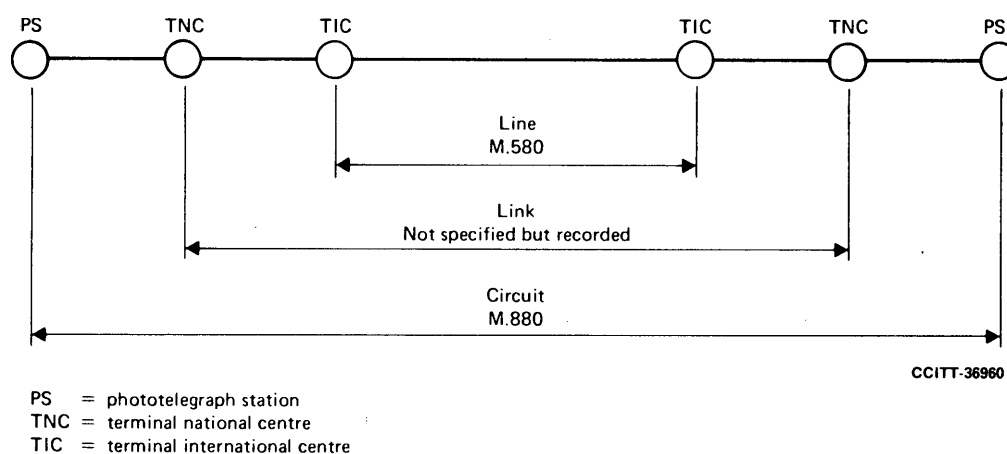 PS TNC TIC TIC TNC PS
Line
M.580
Link
Not specified but recorded
Circuit
M.880
CCITT-36960
PS = phototelegraph station
TNC = terminal national centre
TIC = terminal international centre